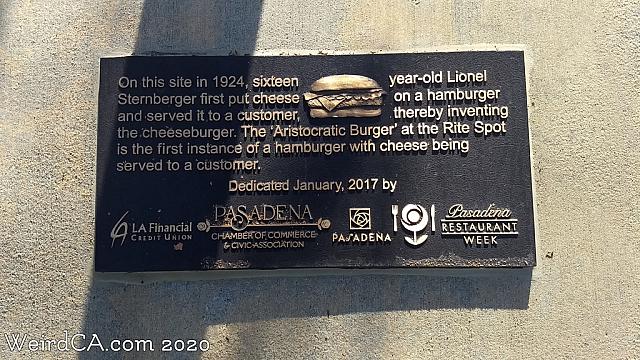 On this site in 1924, sixteen year-old Lionel
Sternberger first put cheese on a hamburger
and served it to a customer, thereby inventing
the cheeseburger. The 'Aristocratic Burger' at the Rite Spot
is the first instance of a hamburger with cheese being
served to a customer.
Dedicated January, 2017 by
LA Financial
CREDIT UNION
PASADENA
CHAMBER OF COMMERCE
& CIVIC ASSOCIATION
PASADENA
Pasadena
RESTAURANT
WEEK
WeirdCA.com 2020